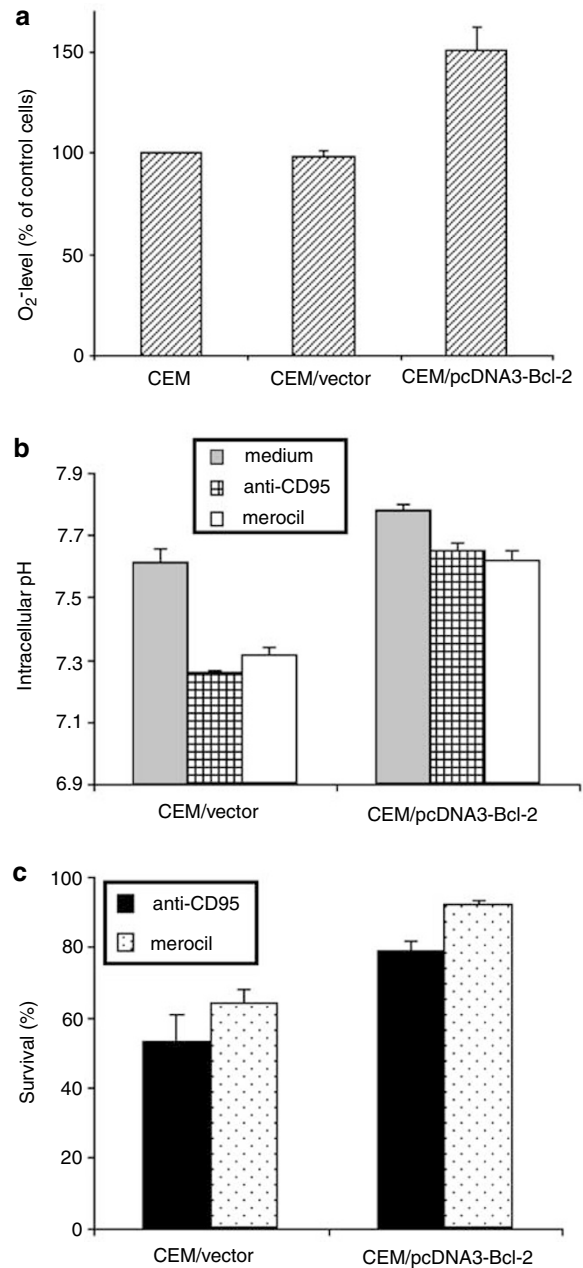 a
150
100
50
0
O₂-level (% of control cells)
CEM
CEM/vector
CEM/pcDNA3-Bcl-2
b
medium
anti-CD95
merocil
7.9
7.7
7.5
7.3
7.1
6.9
Intracellular pH
CEM/vector
CEM/pcDNA3-Bcl-2
c
anti-CD95
merocil
100
80
60
40
20
0
Survival (%)
CEM/vector
CEM/pcDNA3-Bcl-2